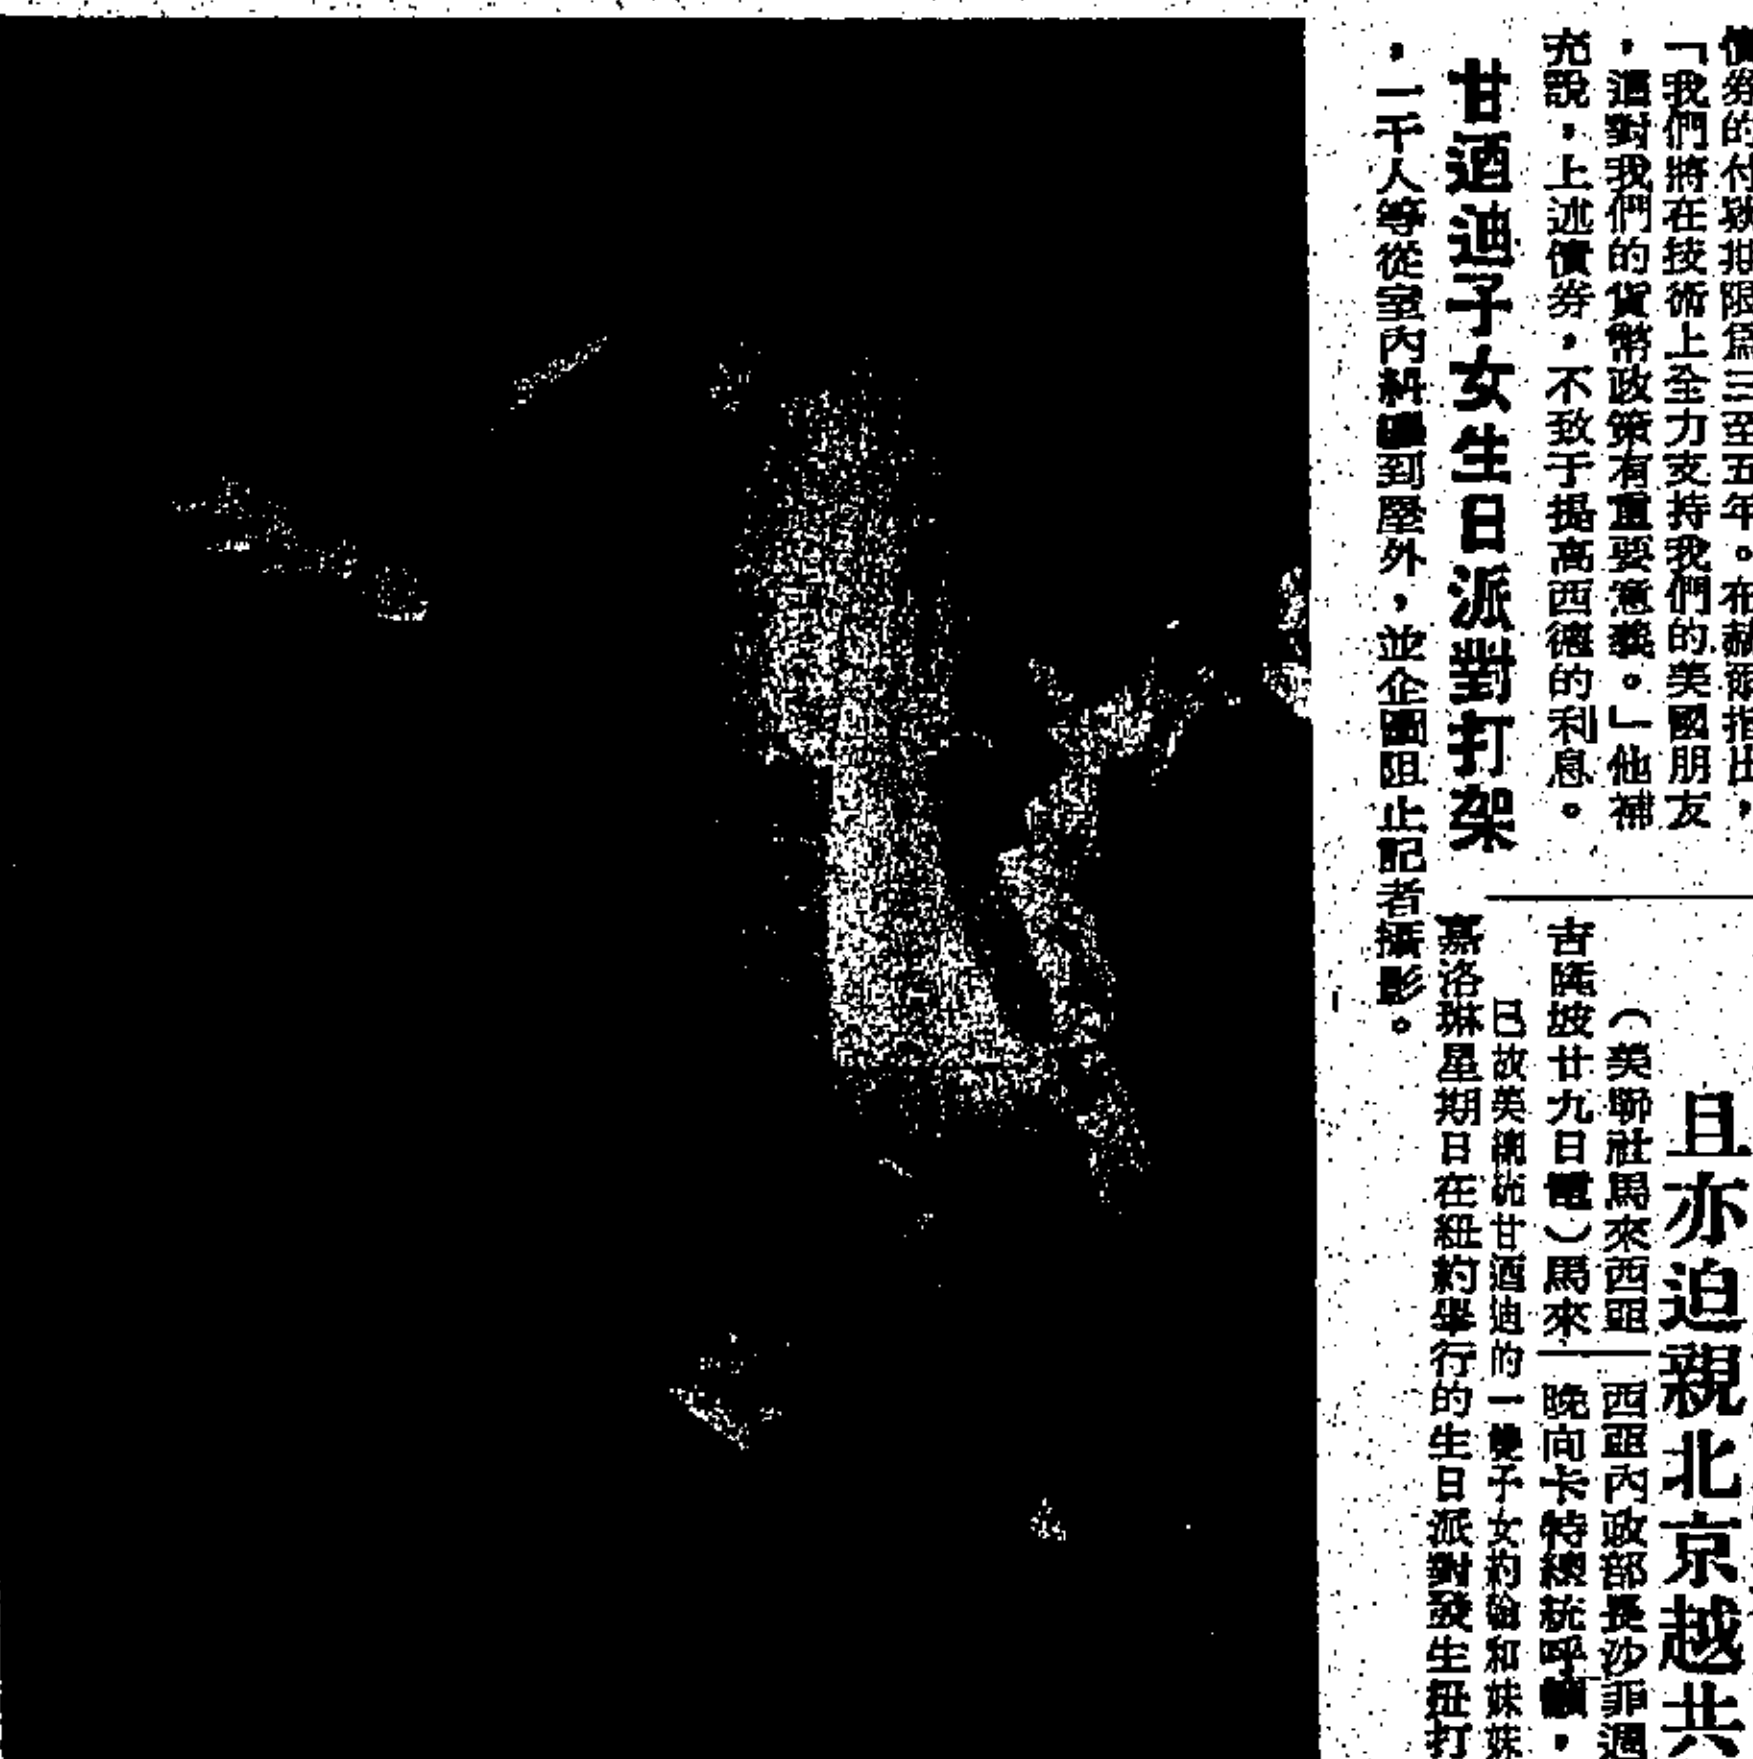 債券的付款期限爲三至五年。布赫爾指出,
「我們將在技術上全力支持我們的美國朋友
,這對我們的貨幣政策有重要意義。」他補
充說,上述債券,不致于提高西德的利息。
且亦迫親北京越共
(美聯社馬來西亞
吉隆坡廿九日電)馬來
西亞內政部長沙菲週
晚向卡特總統呼籲,
甘迺迪子女生日派對打架
已故美總統甘迺迪的一雙子女約翰和妹妹
嘉洛琳星期日在紐約舉行的生日派對發生扭打
,一千人等從室內糾纏到屋外,並企圖阻止記者攝影。